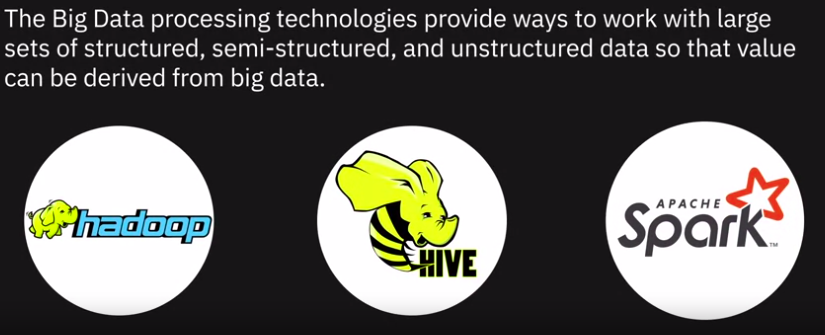 The Big Data processing technologies provide ways to work with large
sets of structured, semi-structured, and unstructured data so that value
can be derived from big data.
hadoop
HIVE
APACHE
Spark™